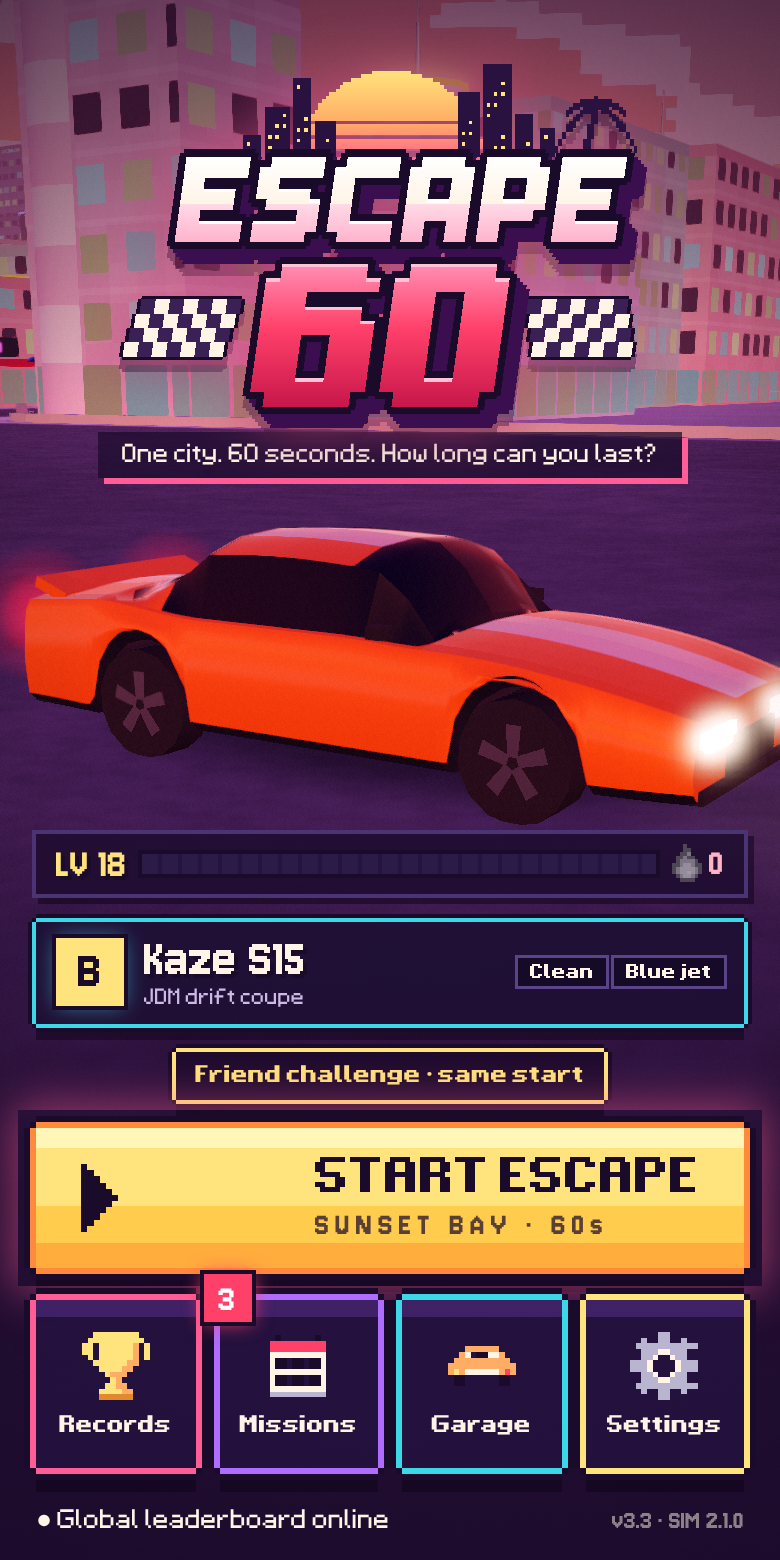 ESCAPE
60
One city. 60 seconds. How long can you last?
LV 18
0
B
Kaze S15
JDM drift coupe
Clean
Blue jet
Friend challenge · same start
START ESCAPE
SUNSET BAY · 60s
3
Records
Missions
Garage
Settings
Global leaderboard online
v3.3 · SIM 2.1.0